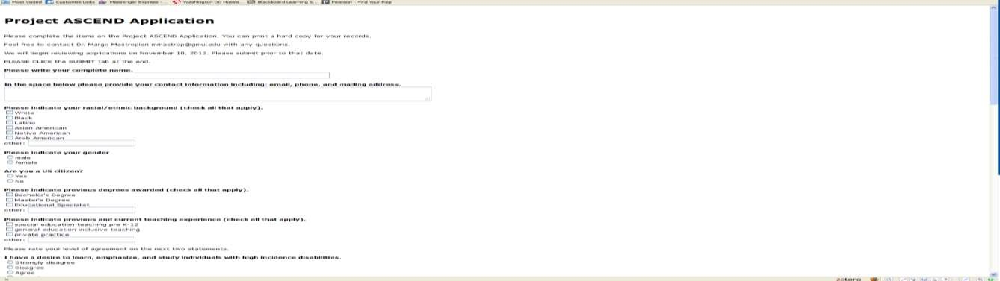 Most Visited Customize Links Messenger Express - ... Washington DC Hotels... Blackboard Learning S... Pearson - Find Your Rep
Project ASCEND Application
Please complete the items on the Project ASCEND Application. You can print a hard copy for your records.
Feel free to contact Dr. Margo Mastropieri mmastrop@gmu.edu with any questions.
We will begin reviewing applications on November 10, 2012. Please submit prior to that date.
PLEASE CLICK the SUBMIT tab at the end.
Please write your complete name.
In the space below please provide your contact information including: email, phone, and mailing address.
Please indicate your racial/ethnic background (check all that apply).
White
Black
Latino
Asian American
Native American
Arab American
other:
Please indicate your gender
male
female
Are you a US citizen?
Yes
No
Please indicate previous degrees awarded (check all that apply).
Bachelor's Degree
Master's Degree
Educational Specialist
other:
Please indicate previous and current teaching experience (check all that apply).
special education teaching pre K-12
general education inclusive teaching
private practice
other:
Please rate your level of agreement on the next two statements.
I have a desire to learn, emphasize, and study individuals with high incidence disabilities.
Strongly disagree
Disagree
Agree
zotero